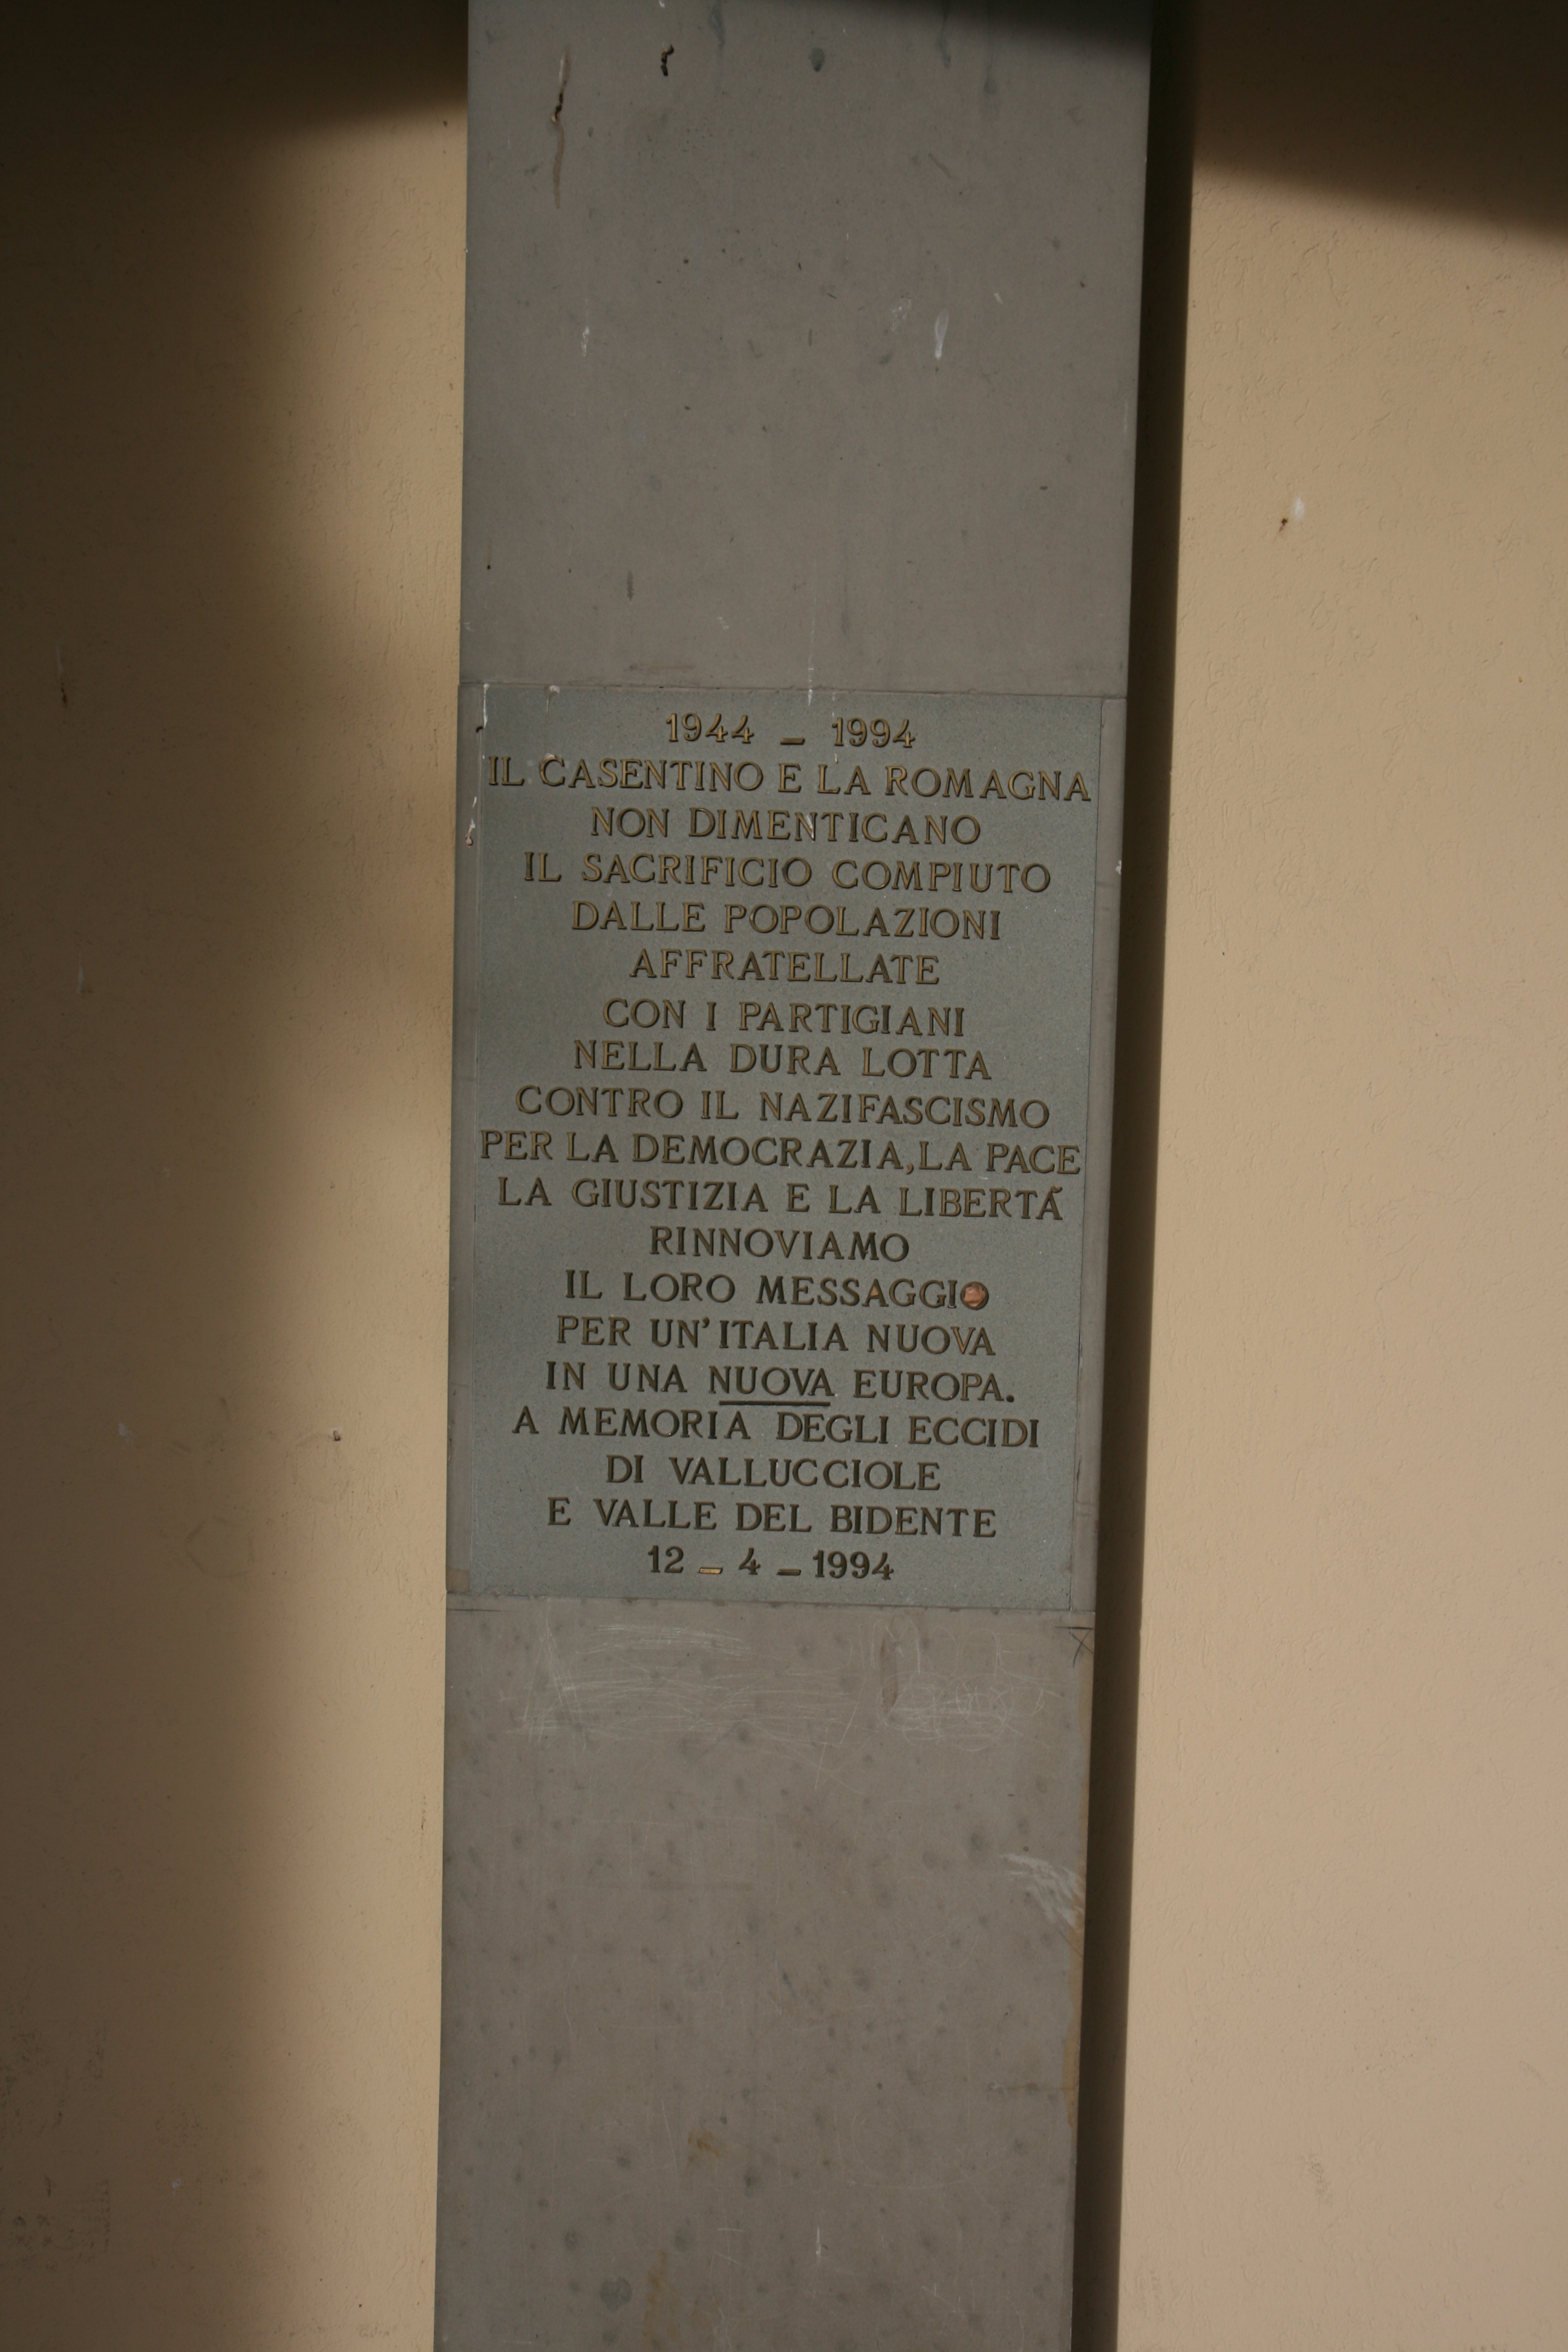 1944 – 1994
IL CASENTINO E LA ROMAGNA
NON DIMENTICANO
IL SACRIFICIO COMPIUTO
DALLE POPOLAZIONI
AFFRATELLATE
CON I PARTIGIANI
NELLA DURA LOTTA
CONTRO IL NAZIFASCISMO
PER LA DEMOCRAZIA, LA PACE
LA GIUSTIZIA E LA LIBERTÁ
RINNOVIAMO
IL LORO MESSAGGIO
PER UN'ITALIA NUOVA
IN UNA NUOVA EUROPA.
A MEMORIA DEGLI ECCIDI
DI VALLUCCIOLE
E VALLE DEL BIDENTE
12 – 4 – 1994